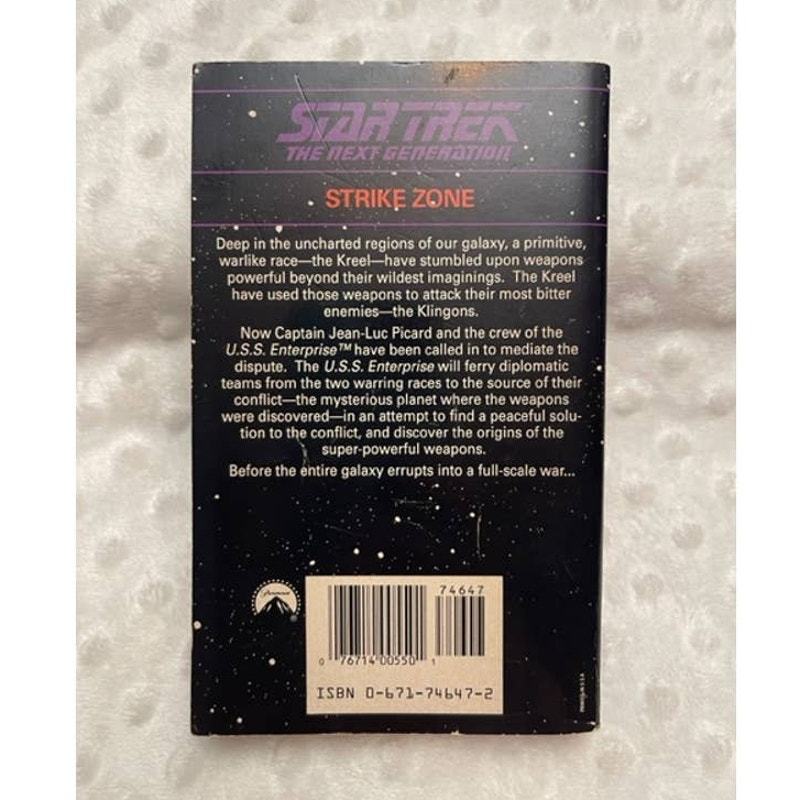 STAR TREK
THE NEXT GENERATION
STRIKE ZONE
Deep in the uncharted regions of our galaxy, a primitive,
warlike race—the Kreel—have stumbled upon weapons
powerful beyond their wildest imaginings. The Kreel
have used those weapons to attack their most bitter
enemies—the Klingons.
Now Captain Jean-Luc Picard and the crew of the
U.S.S. Enterprise™ have been called in to mediate the
dispute. The U.S.S. Enterprise will ferry diplomatic
teams from the two warring races to the source of their
conflict—the mysterious planet where the weapons
were discovered—in an attempt to find a peaceful solu-
tion to the conflict, and discover the origins of the
super-powerful weapons.
Before the entire galaxy errupts into a full-scale war...
Paramount
74647
0 76714 00550 1
ISBN 0-671-74647-2